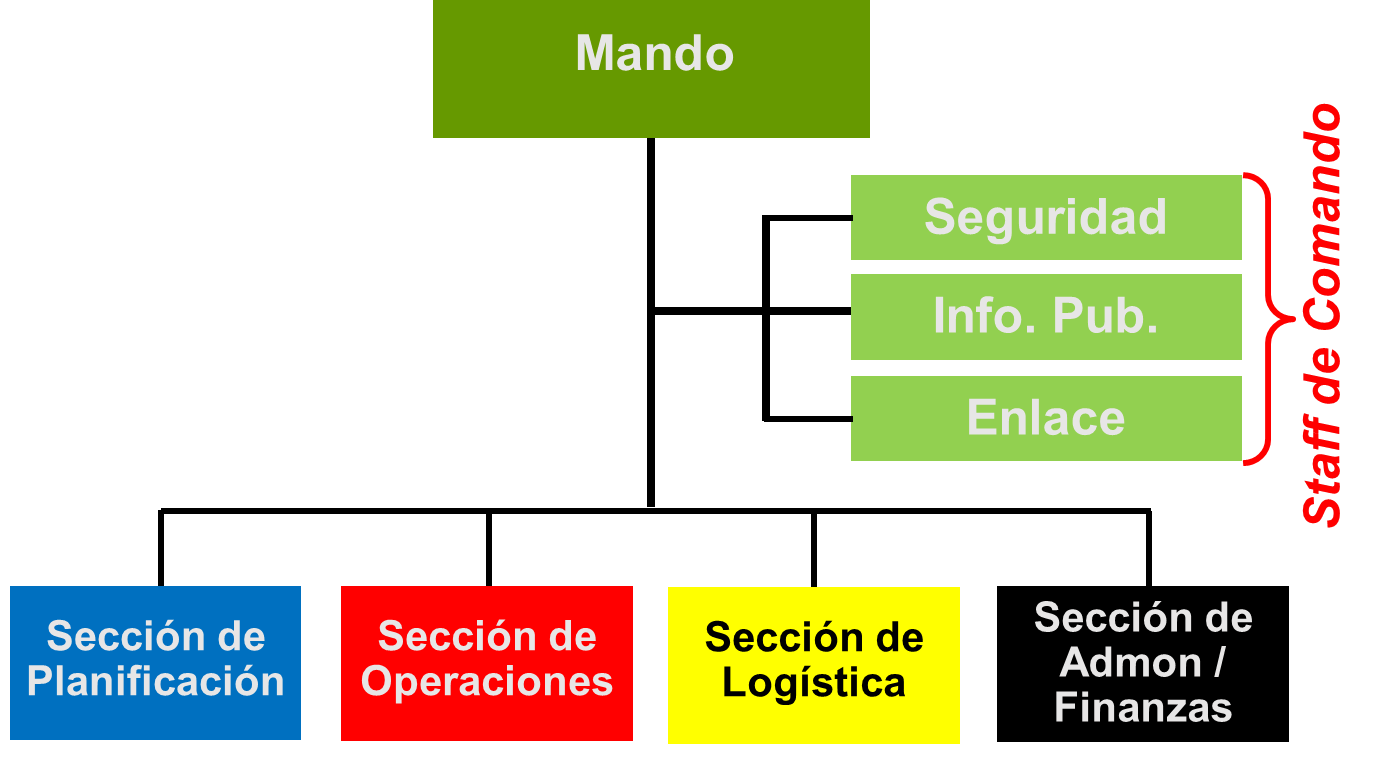 Mando
Seguridad
Info. Pub.
Enlace
Staff de Comando
Sección de
Planificación
Sección de
Operaciones
Sección de
Logística
Sección de
Admon /
Finanzas